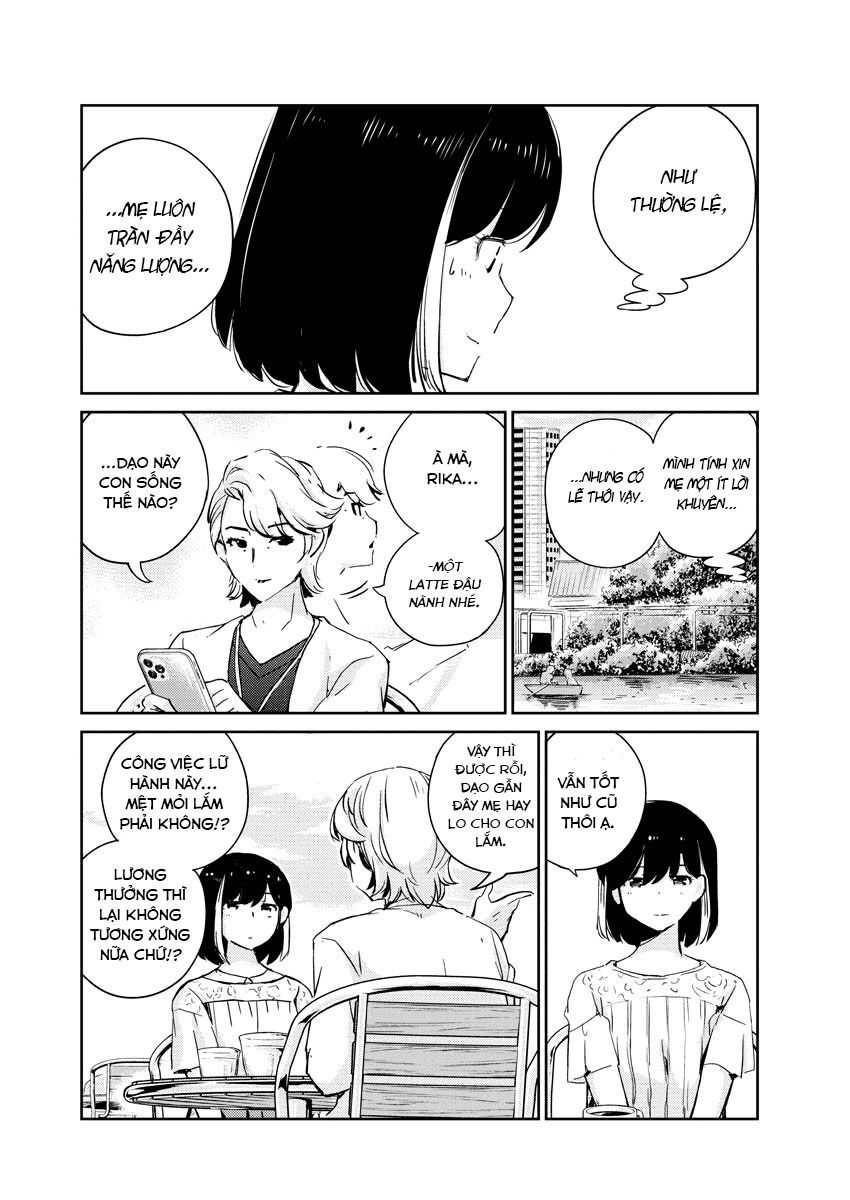 NHƯ
THƯỜNG LỆ,
...MẸ LUÔN
TRÀN ĐẦY
NĂNG LƯỢNG...
MÌNH TÍNH XIN
MẸ MỘT ÍT LỜI
KHUYÊN...
...NHƯNG CÓ
LẼ THÔI VẬY.
À MÀ,
RIKA...
-MỘT
LATTE ĐẬU
NÀNH NHÉ.
...DẠO NÀY
CON SỐNG
THẾ NÀO?
VẪN TỐT
NHƯ CŨ
THÔI Ạ.
VẬY THÌ
ĐƯỢC RỒI,
DẠO GẦN
ĐÂY MẸ HAY
LO CHO CON
LẮM.
CÔNG VIỆC LỮ
HÀNH NÀY...
MỆT MỎI LẮM
PHẢI KHÔNG!?
LƯƠNG
THƯỞNG THÌ
LẠI KHÔNG
TƯƠNG XỨNG
NỮA CHỨ!?